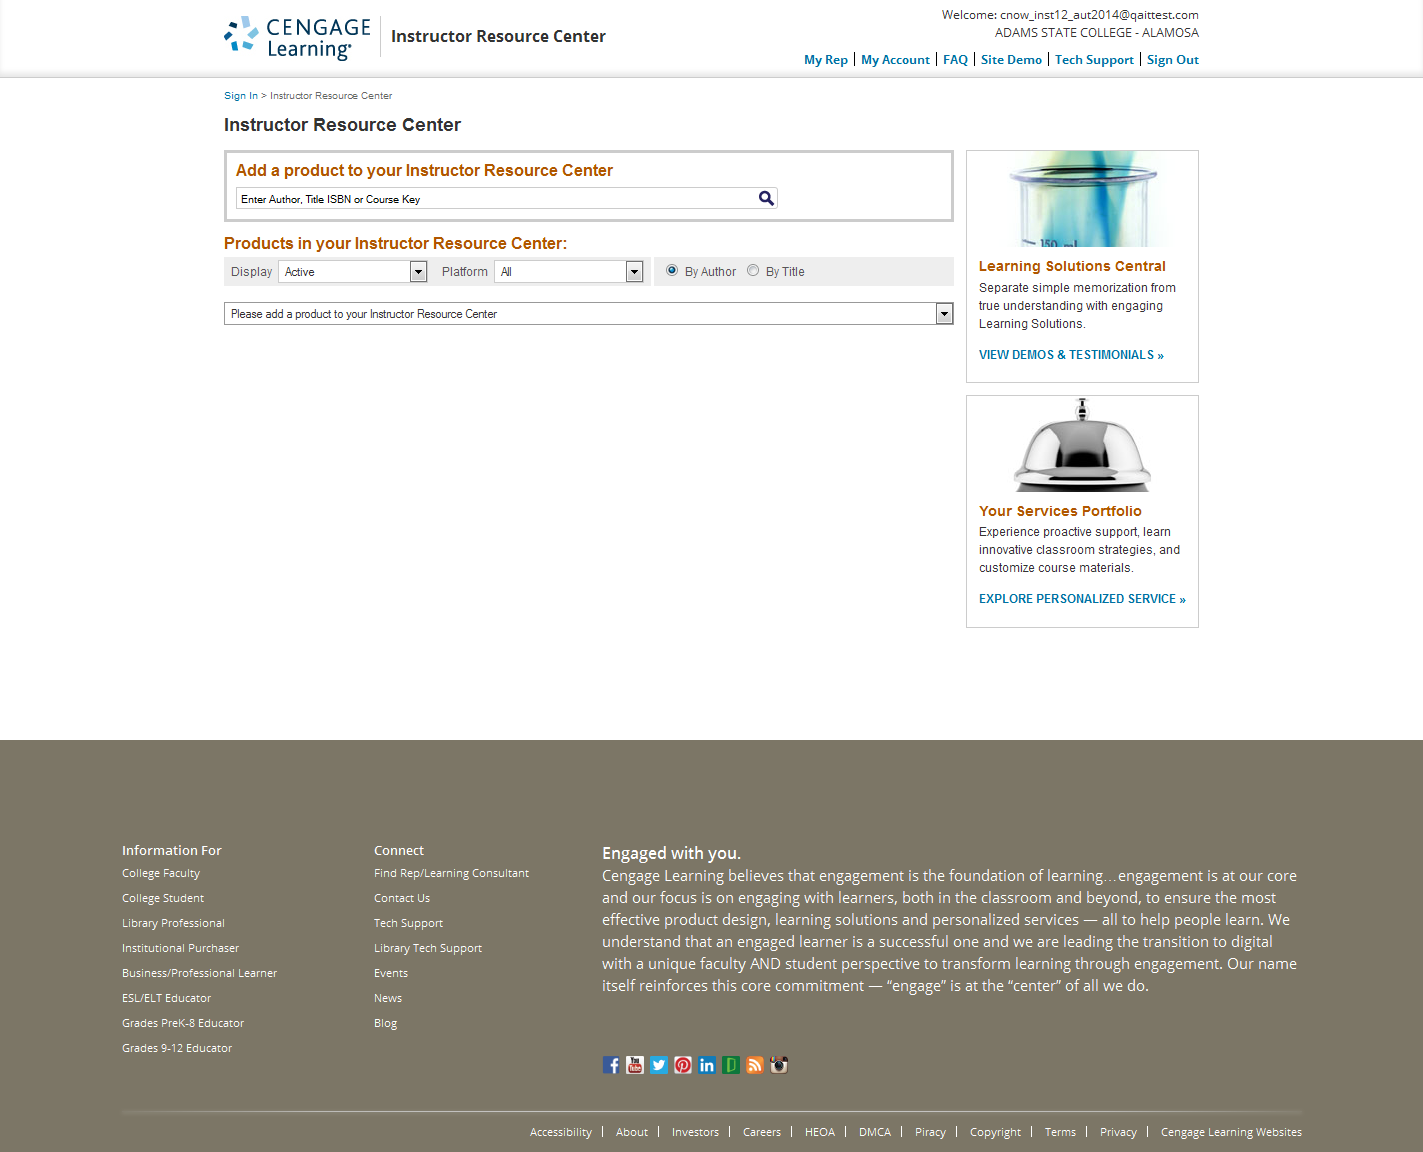 CENGAGE
Learning
Instructor Resource Center
Welcome: cnow_inst12_aut2014@qaittest.com
ADAMS STATE COLLEGE - ALAMOSA
My Rep | My Account | FAQ | Site Demo | Tech Support | Sign Out
Sign In > Instructor Resource Center
Instructor Resource Center
Add a product to your Instructor Resource Center
Enter Author, Title ISBN or Course Key
Products in your Instructor Resource Center:
Display Active Platform All By Author By Title
Please add a product to your Instructor Resource Center
150 ml
Learning Solutions Central
Separate simple memorization from
true understanding with engaging
Learning Solutions.
VIEW DEMOS & TESTIMONIALS »
Your Services Portfolio
Experience proactive support, learn
innovative classroom strategies, and
customize course materials.
EXPLORE PERSONALIZED SERVICE »
Information For
College Faculty
College Student
Library Professional
Institutional Purchaser
Business/Professional Learner
ESL/ELT Educator
Grades PreK-8 Educator
Grades 9-12 Educator
Connect
Find Rep/Learning Consultant
Contact Us
Tech Support
Library Tech Support
Events
News
Blog
Engaged with you.
Cengage Learning believes that engagement is the foundation of learning…engagement is at our core
and our focus is on engaging with learners, both in the classroom and beyond, to ensure the most
effective product design, learning solutions and personalized services — all to help people learn. We
understand that an engaged learner is a successful one and we are leading the transition to digital
with a unique faculty AND student perspective to transform learning through engagement. Our name
itself reinforces this core commitment — “engage” is at the “center” of all we do.
You Tube
in
Accessibility | About | Investors | Careers | HEOA | DMCA | Piracy | Copyright | Terms | Privacy | Cengage Learning Websites